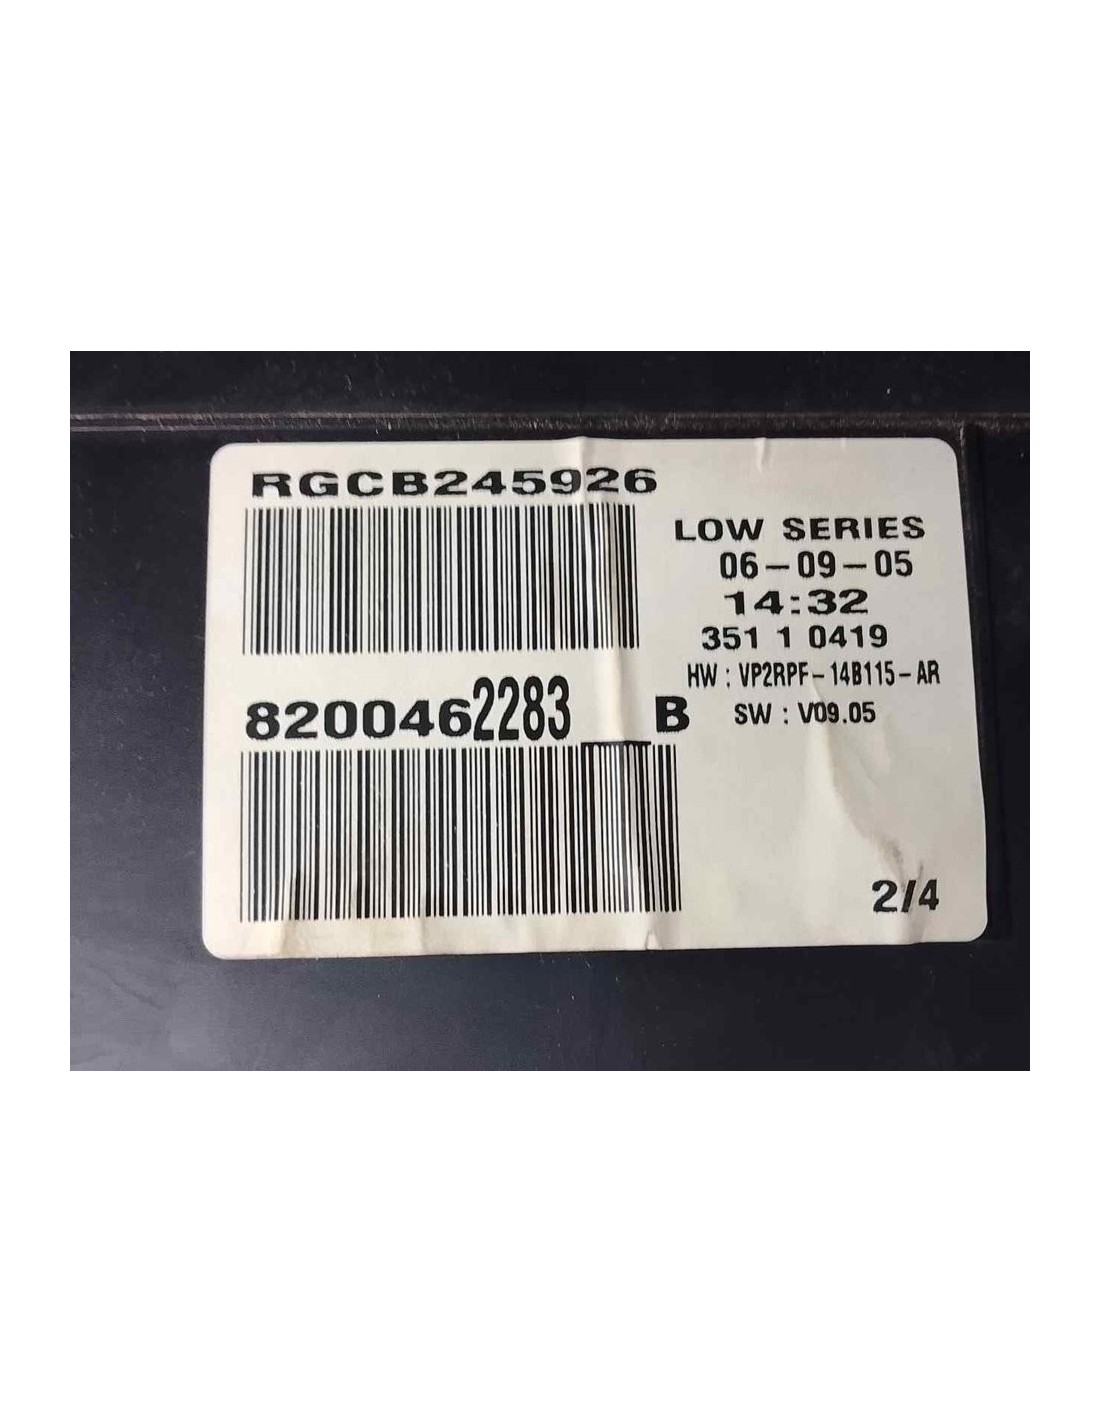 RGCB245926
LOW SERIES
06-09-05
14:32
351 1 0419
HW : VP2RPF-14B115-AR
82004622283___B
SW : V09.05
2/4